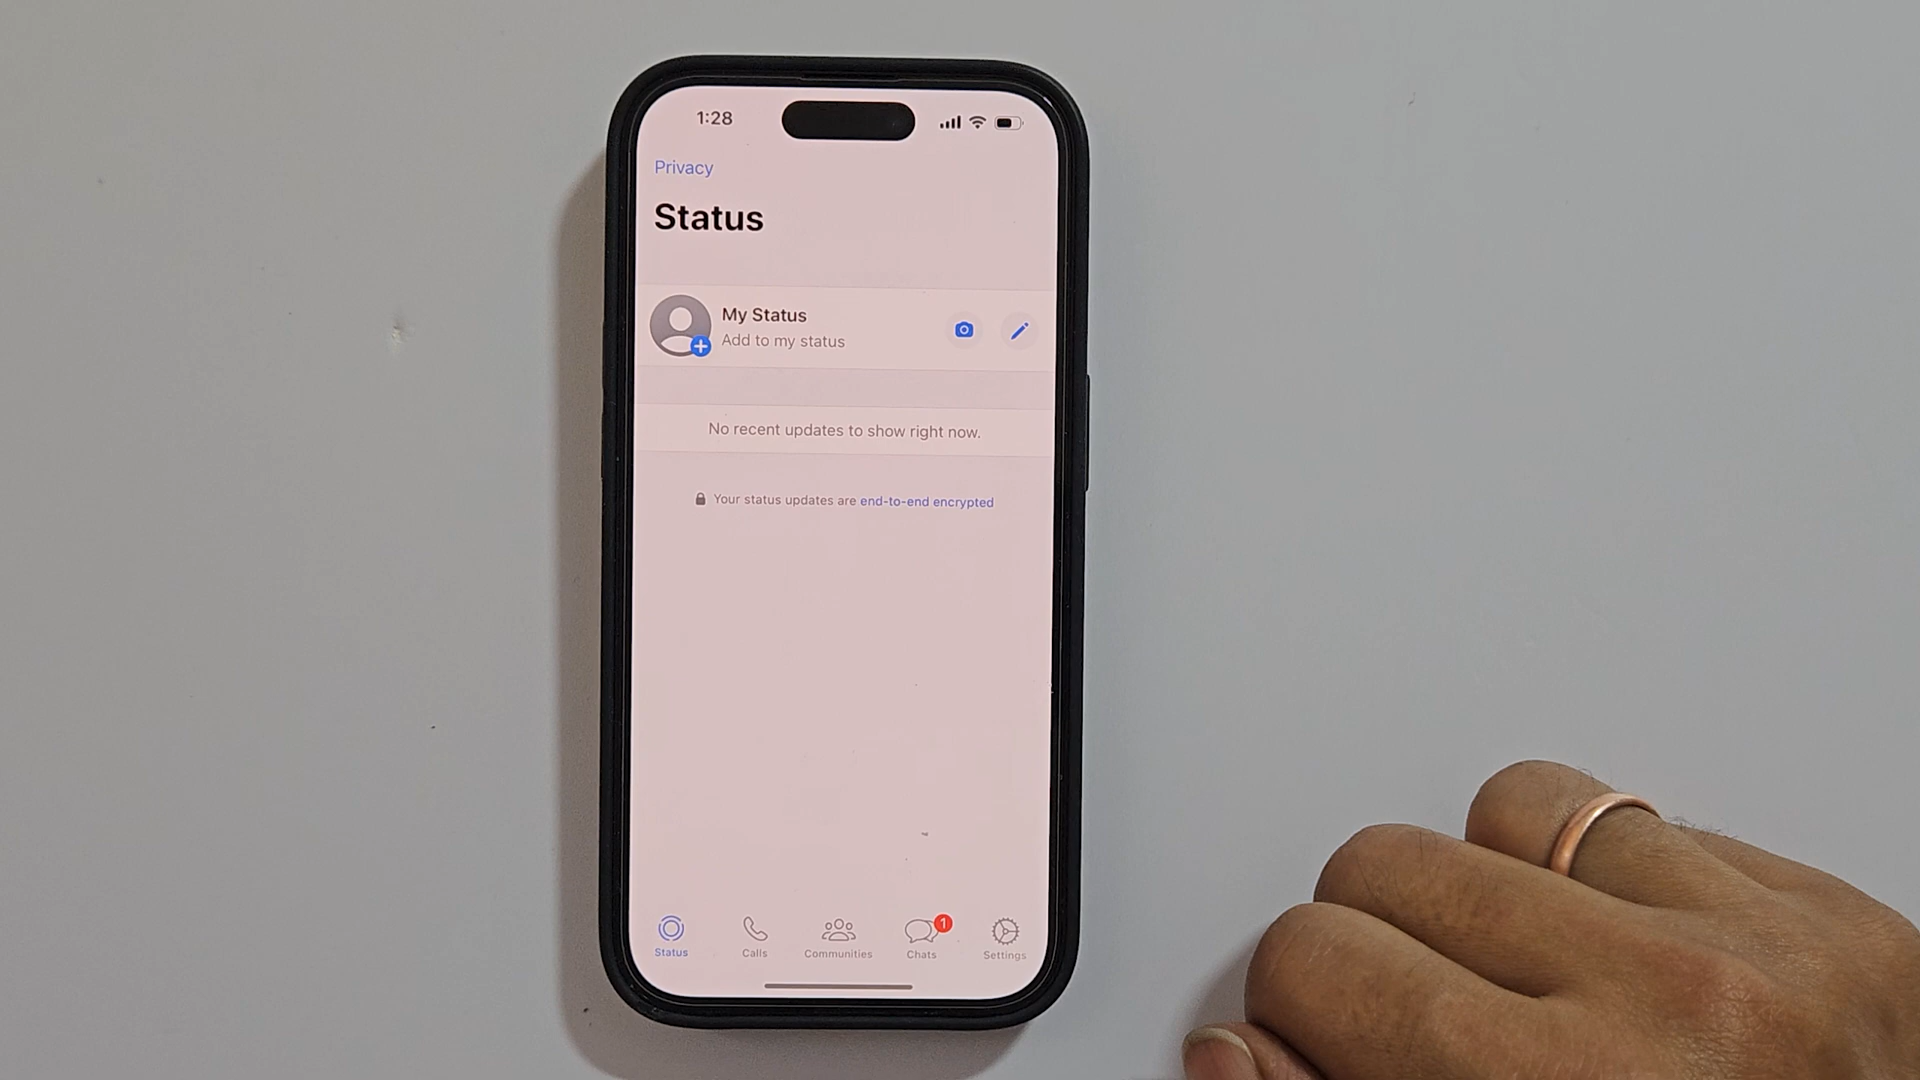 1:28
Privacy
Status
My Status
Add to my status
No recent updates to show right now.
Your status updates are end-to-end encrypted
1
Status Calls Communities Chats Settings